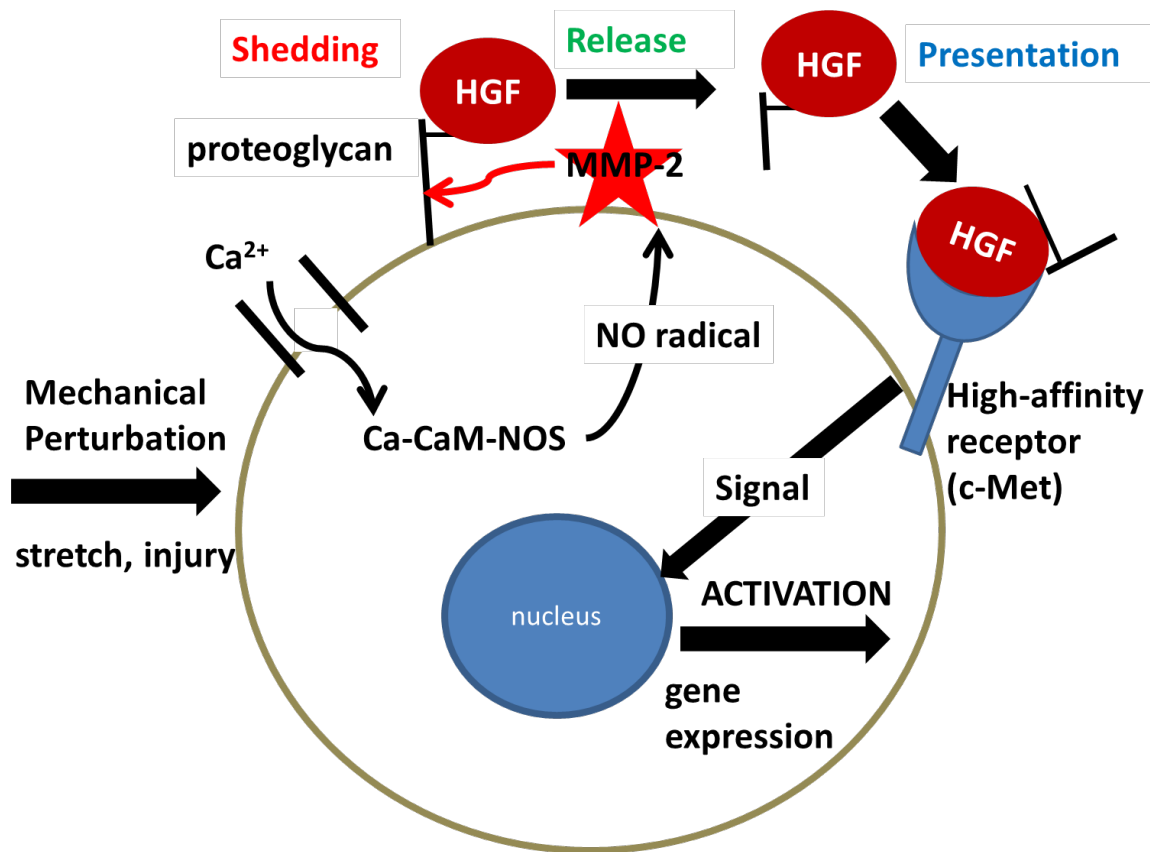 Shedding
Release
HGF
HGF
Presentation
proteoglycan
MMP-2
HGF
Ca²⁺
NO radical
Mechanical
Perturbation
Ca-CaM-NOS
High-affinity
receptor
(c-Met)
Signal
stretch, injury
nucleus
ACTIVATION
gene
expression